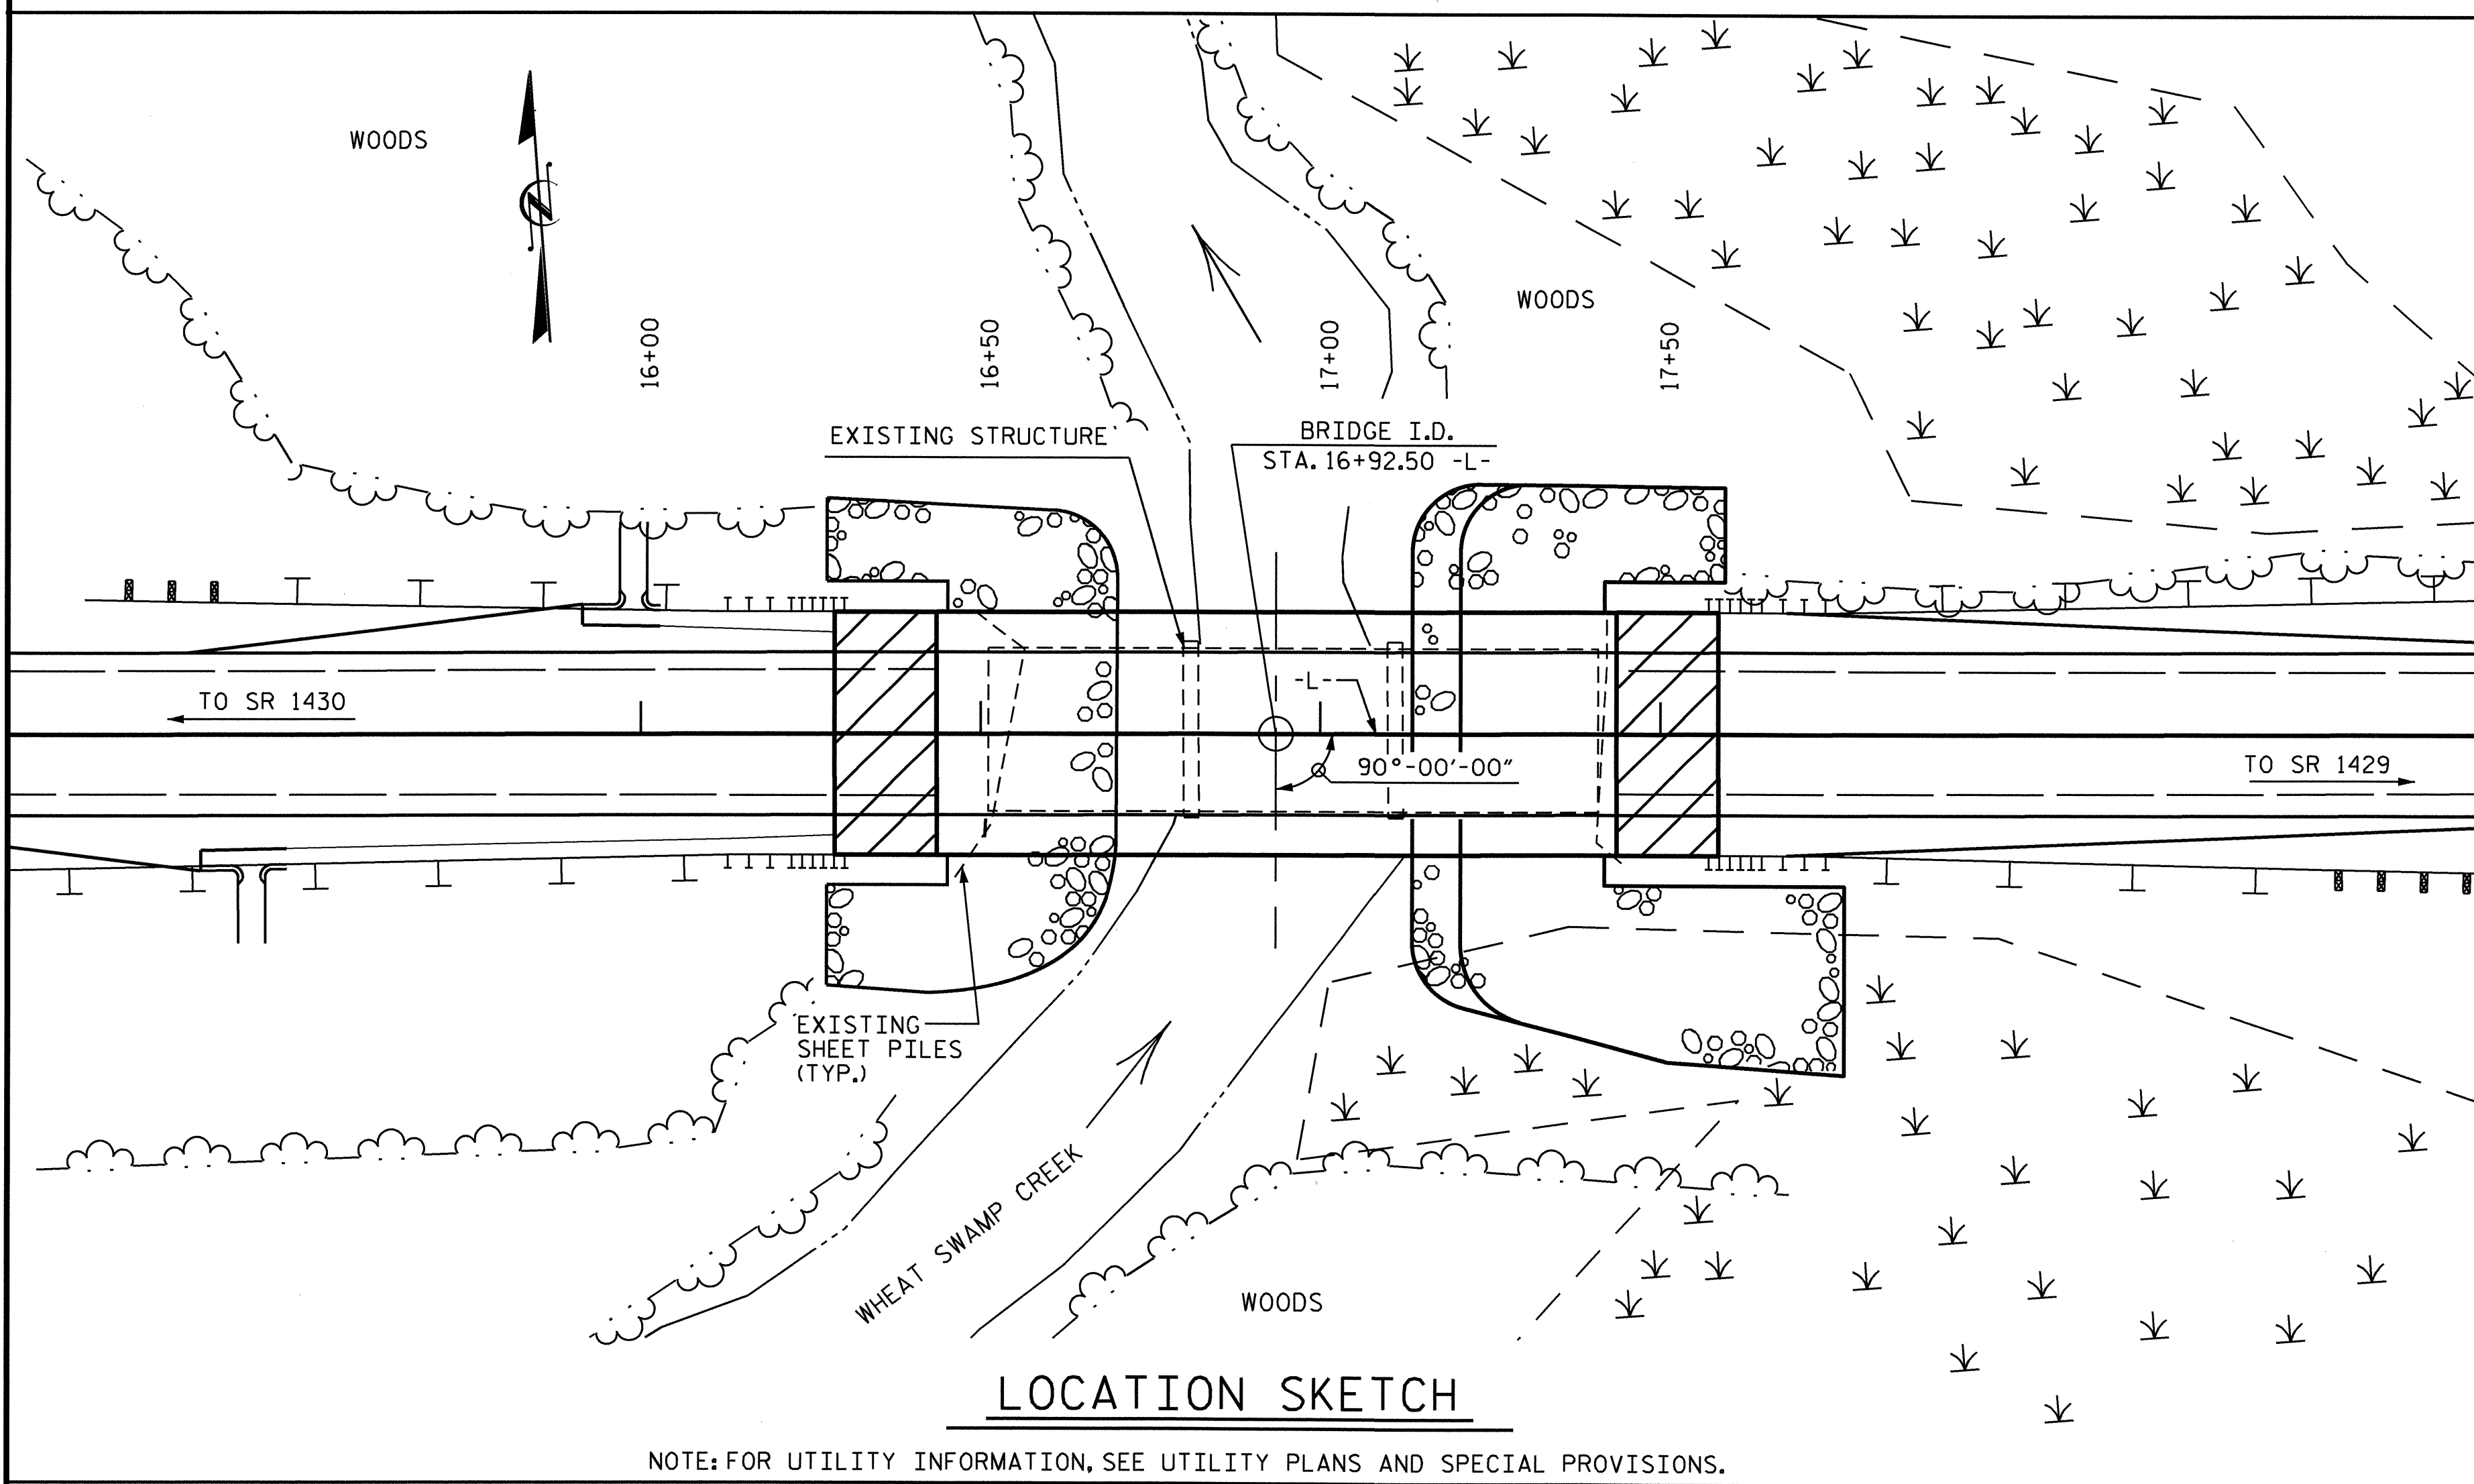 WOODS
N
WOODS
16+00
16+50
17+00
17+50
EXISTING STRUCTURE
BRIDGE I.D.
STA. 16+92.50 -L-
TO SR 1430
-L-
90°-00'-00"
TO SR 1429
EXISTING
SHEET PILES
(TYP.)
WHEAT SWAMP CREEK
WOODS
LOCATION SKETCH
NOTE: FOR UTILITY INFORMATION, SEE UTILITY PLANS AND SPECIAL PROVISIONS.